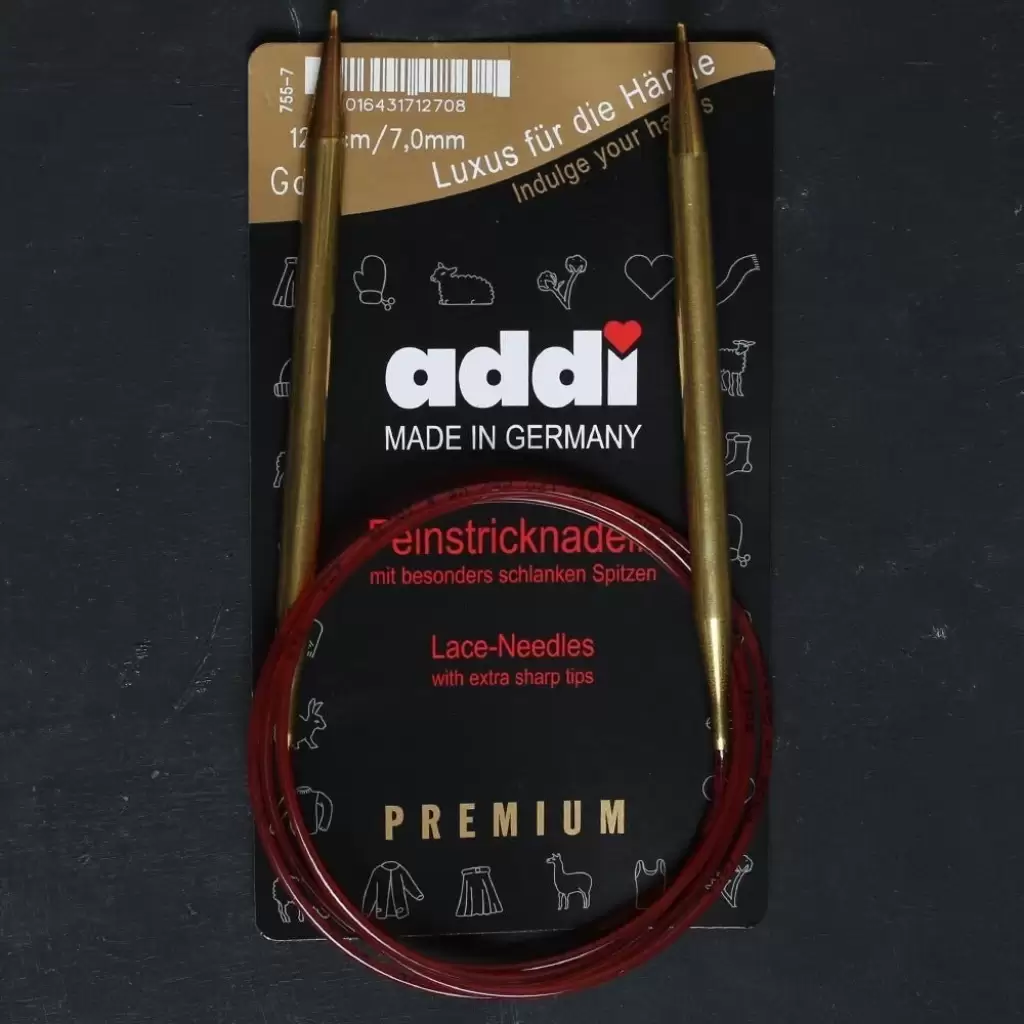 755-7
016431712708
cm/7,0mm
Luxus für die
Indulge your
addi
MADE IN GERMANY
mit besonders schlanken Spitzen
Lace-Needles
with extra sharp tips
PREMIUM